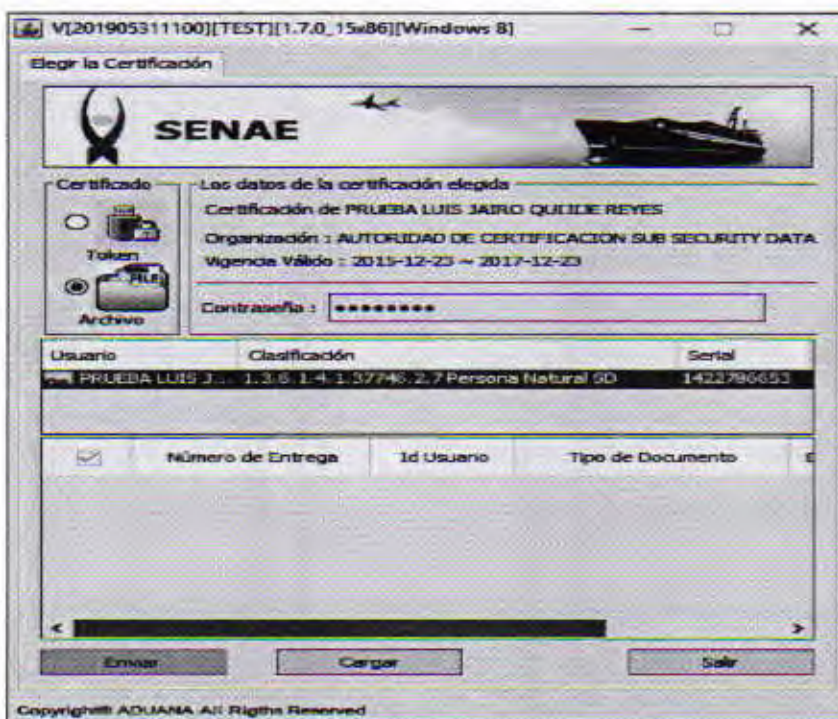 V[201905311100][TEST][1.7.0_15x86][Windows 8]
Elegir la Certificación
SENAE
Certificado
Token
FILE
Archivo
Los datos de la certificación elegida
Certificación de PRUEBA LUIS JAIRO REYES
Organización : AUTORIDAD DE CERTIFICACION SUB SECURITY DATA
Vigencia Válido : 2015-12-23 ~ 2017-12-23
Contraseña : ••••••••
Usuario Clasificación Serial
PRUEBA LUIS J... 1.3.6.1.4.1.37746.2.7 Persona Natural SD 1422796653
Número de Entrega Id Usuario Tipo de Documento
Enviar Cargar Salir
Copyright® ADUANA All Rigths Reserved